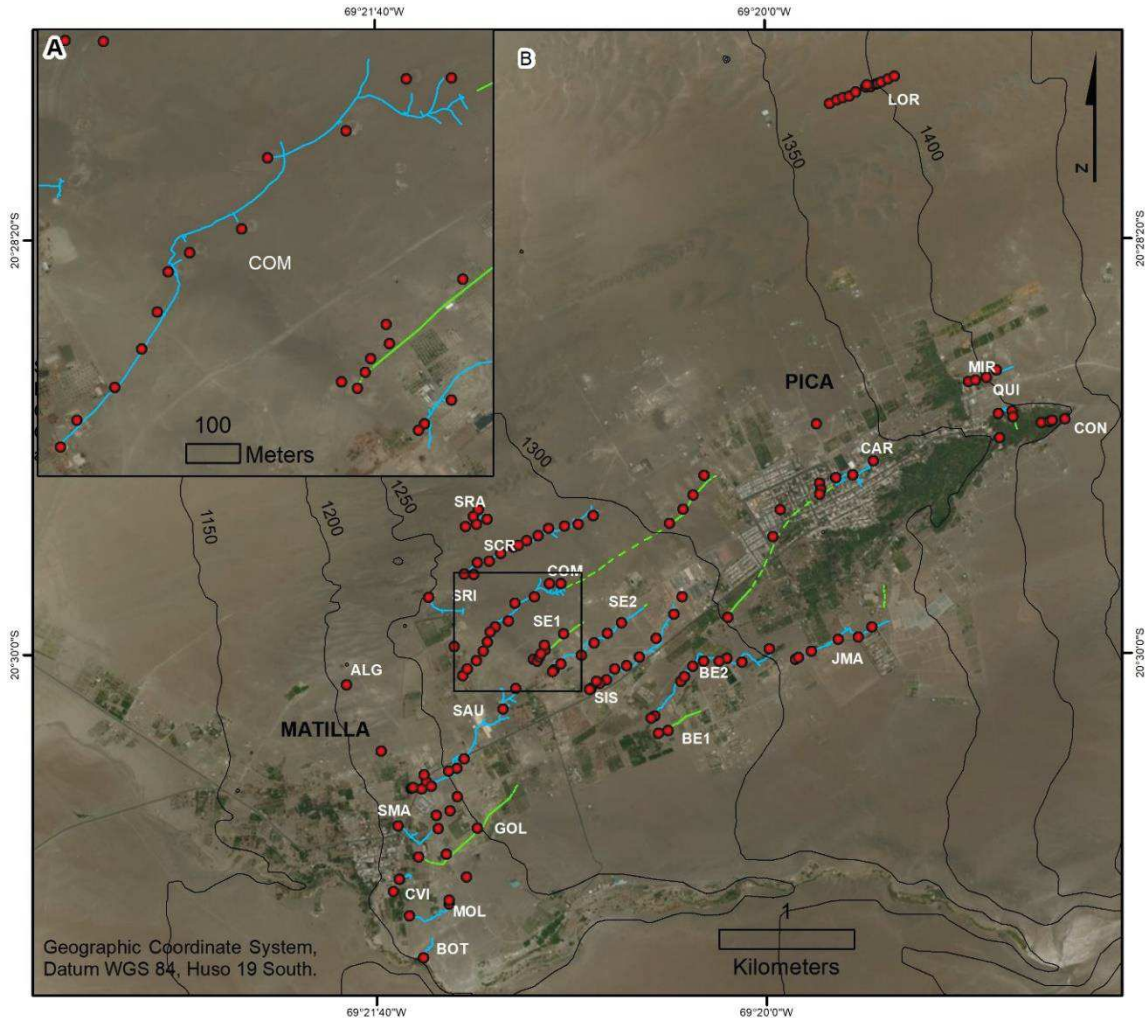 69°21'40"W
69°20'0"W
A
B
LOR
1350
1400
N
20°28'20"S
20°28'20"S
COM
100
Meters
MIR
PICA
QUI
CON
CAR
1300
1250
1200
1150
SRA
SCR
COM
SRI
SE2
SE1
20°30'0"S
20°30'0"S
JMA
BE2
ALG
SIS
SAU
MATILLA
BE1
SMA
GOL
CVI
MOL
1
BOT
Kilometers
Geographic Coordinate System,
Datum WGS 84, Huso 19 South.
69°21'40"W
69°20'0"W